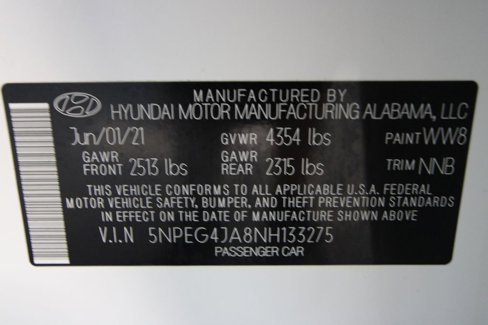 MANUFACTURED BY
HYUNDAI MOTOR MANUFACTURING ALABAMA, LLC
Jun/01/21 GVWR 4354 lbs PAINT WW8
GAWR FRONT 2513 lbs GAWR REAR 2315 lbs TRIM NNB
THIS VEHICLE CONFORMS TO ALL APPLICABLE U.S.A. FEDERAL
MOTOR VEHICLE SAFETY, BUMPER, AND THEFT PREVENTION STANDARDS
IN EFFECT ON THE DATE OF MANUFACTURE SHOWN ABOVE
V.I.N 5NPEG4JA8NH133275
PASSENGER CAR